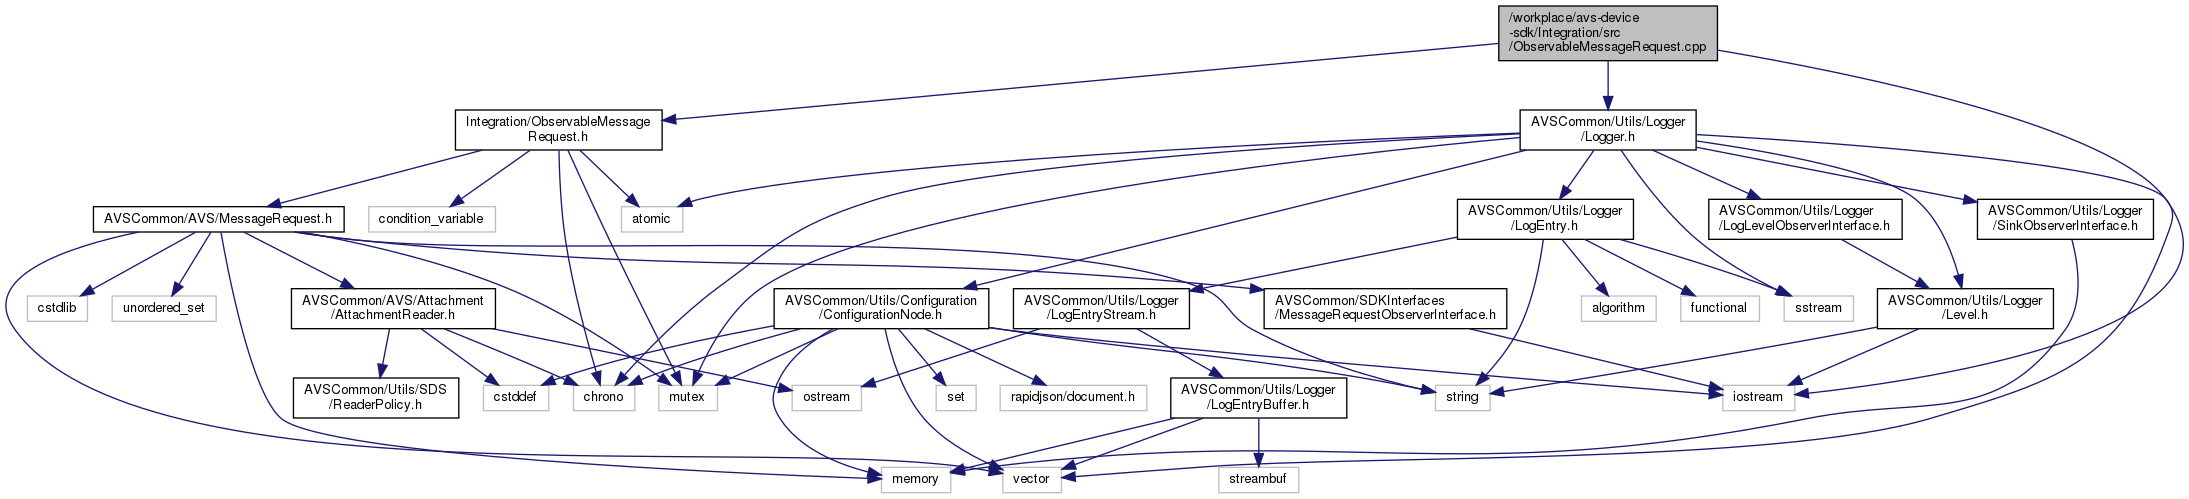 /workplace/avs-device
-sdk/Integration/src
/ObservableMessageRequest.cpp
Integration/ObservableMessage
Request.h
AVSCommon/Utils/Logger
/Logger.h
AVSCommon/AVS/MessageRequest.h
condition_variable
atomic
AVSCommon/Utils/Logger
/LogEntry.h
AVSCommon/Utils/Logger
/LogLevelObserverInterface.h
AVSCommon/Utils/Logger
/SinkObserverInterface.h
cstdlib
unordered_set
AVSCommon/AVS/Attachment
/AttachmentReader.h
AVSCommon/Utils/Configuration
/ConfigurationNode.h
AVSCommon/Utils/Logger
/LogEntryStream.h
AVSCommon/SDKInterfaces
/MessageRequestObserverInterface.h
algorithm
functional
sstream
AVSCommon/Utils/Logger
/Level.h
AVSCommon/Utils/SDS
/ReaderPolicy.h
cstddef
chrono
mutex
ostream
set
rapidjson/document.h
AVSCommon/Utils/Logger
/LogEntryBuffer.h
string
iostream
memory
vector
streambuf